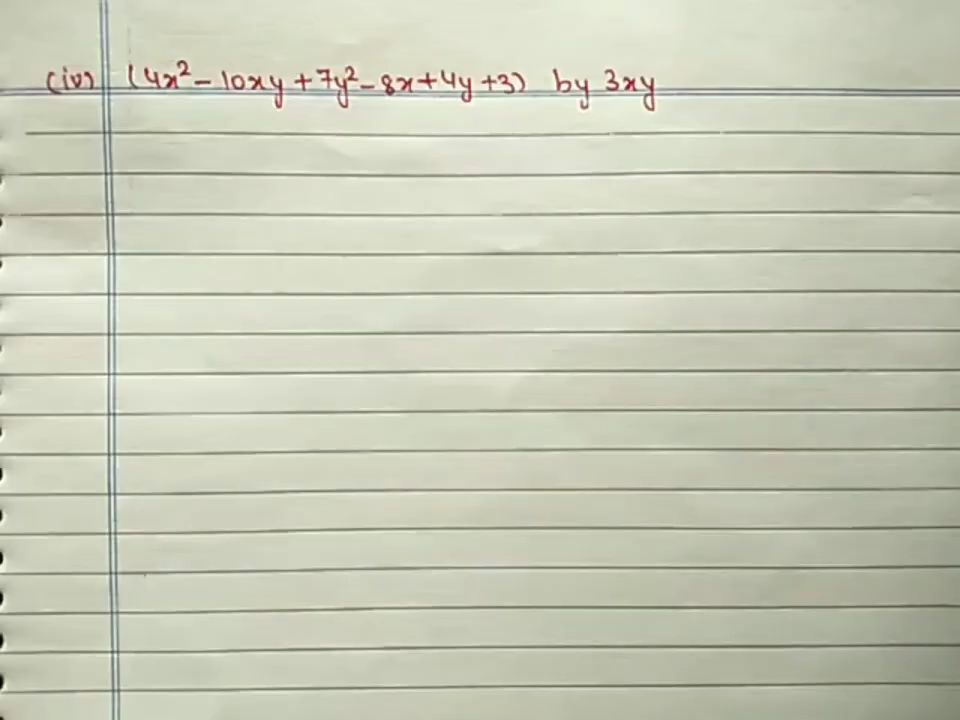 (iv) (4x² - 10xy + 7y² - 8x + 4y + 3) by 3xy